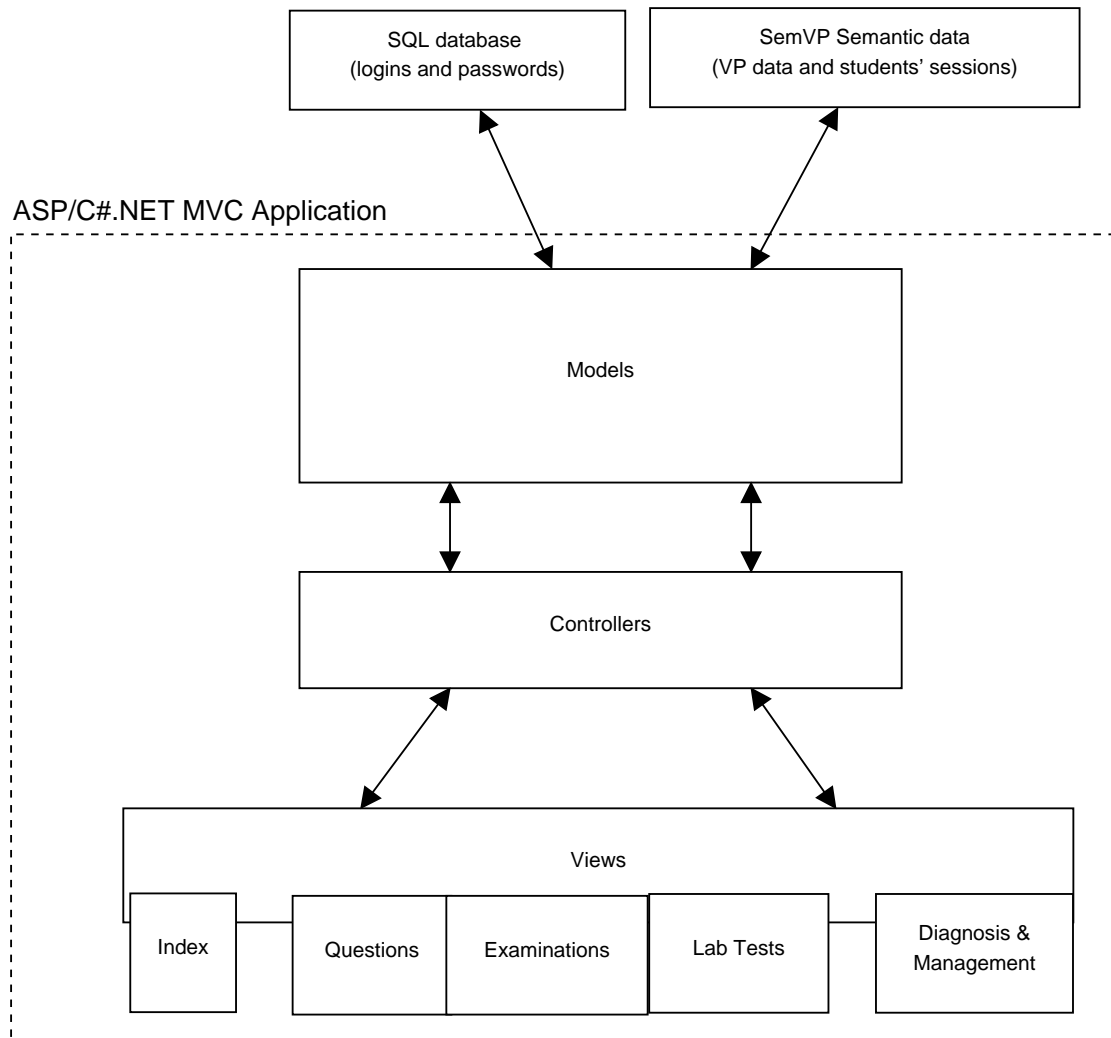 SQL database
(logins and passwords)
SemVP Semantic data
(VP data and students’ sessions)
ASP/C#.NET MVC Application
Models
Controllers
Views
Index
Questions
Examinations
Lab Tests
Diagnosis &
Management